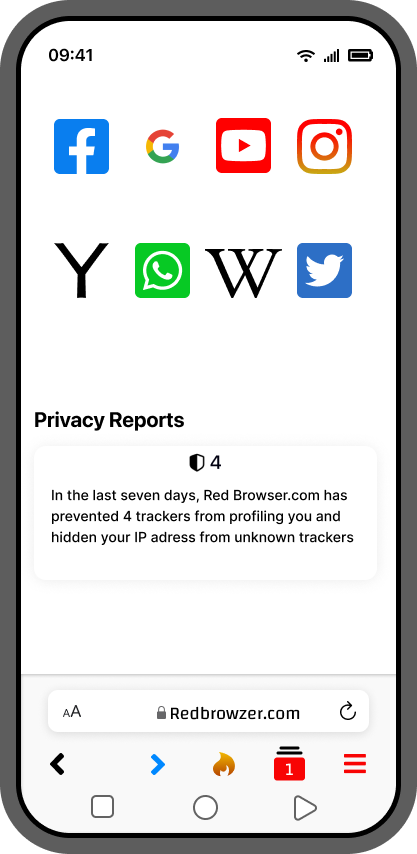 09:41
Privacy Reports
4
In the last seven days, Red Browser.com has
prevented 4 trackers from profiling you and
hidden your IP adress from unknown trackers
AA
Redbrowzer.com
1